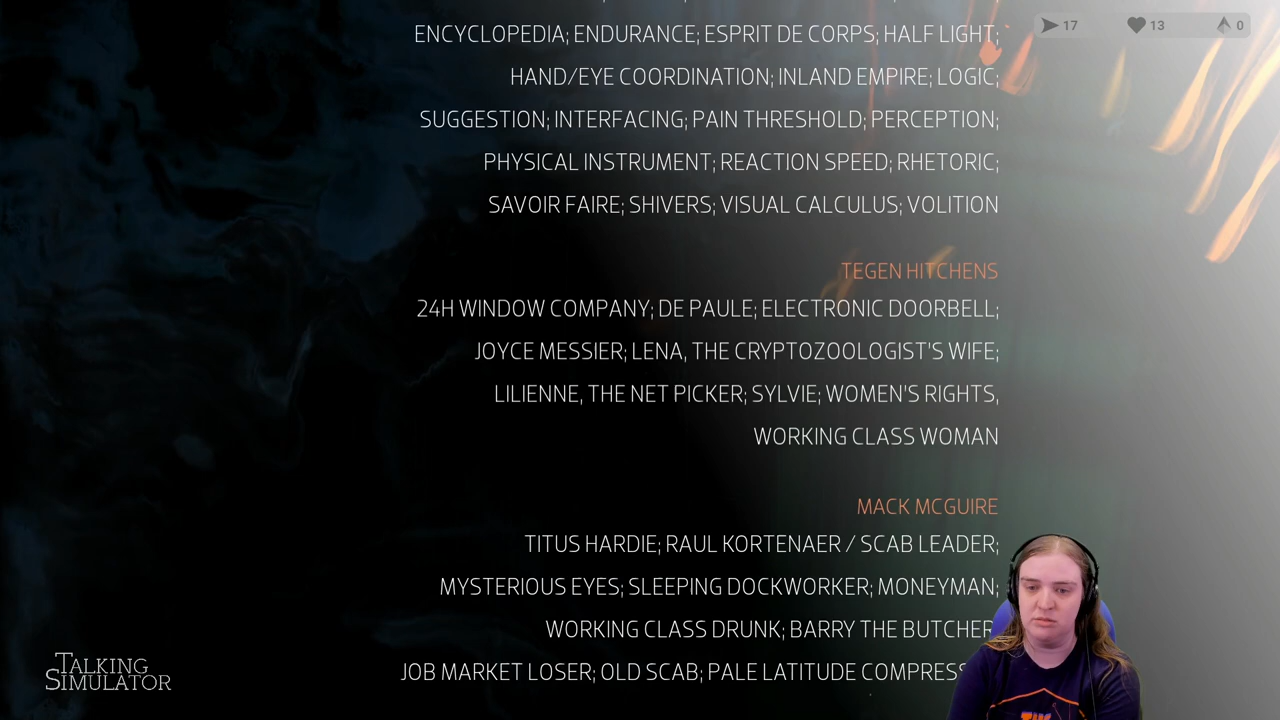 17
13
0
ENCYCLOPEDIA; ENDURANCE; ESPRIT DE CORPS; HALF LIGHT;
HAND/EYE COORDINATION; INLAND EMPIRE; LOGIC;
SUGGESTION; INTERFACING; PAIN THRESHOLD; PERCEPTION;
PHYSICAL INSTRUMENT; REACTION SPEED; RHETORIC;
SAVOIR FAIRE; SHIVERS; VISUAL CALCULUS; VOLITION
TEGEN HITCHENS
24H WINDOW COMPANY; DE PAULE; ELECTRONIC DOORBELL;
JOYCE MESSIER; LENA, THE CRYPTOZOOLOGIST'S WIFE;
LILIENNE, THE NET PICKER; SYLVIE; WOMEN'S RIGHTS,
WORKING CLASS WOMAN
MACK MCGUIRE
TITUS HARDIE; RAUL KORTENAER / SCAB LEADER;
MYSTERIOUS EYES; SLEEPING DOCKWORKER; MONEYMAN;
WORKING CLASS DRUNK; BARRY THE BUTCHER
JOB MARKET LOSER; OLD SCAB; PALE LATITUDE
TALKING
SIMULATOR